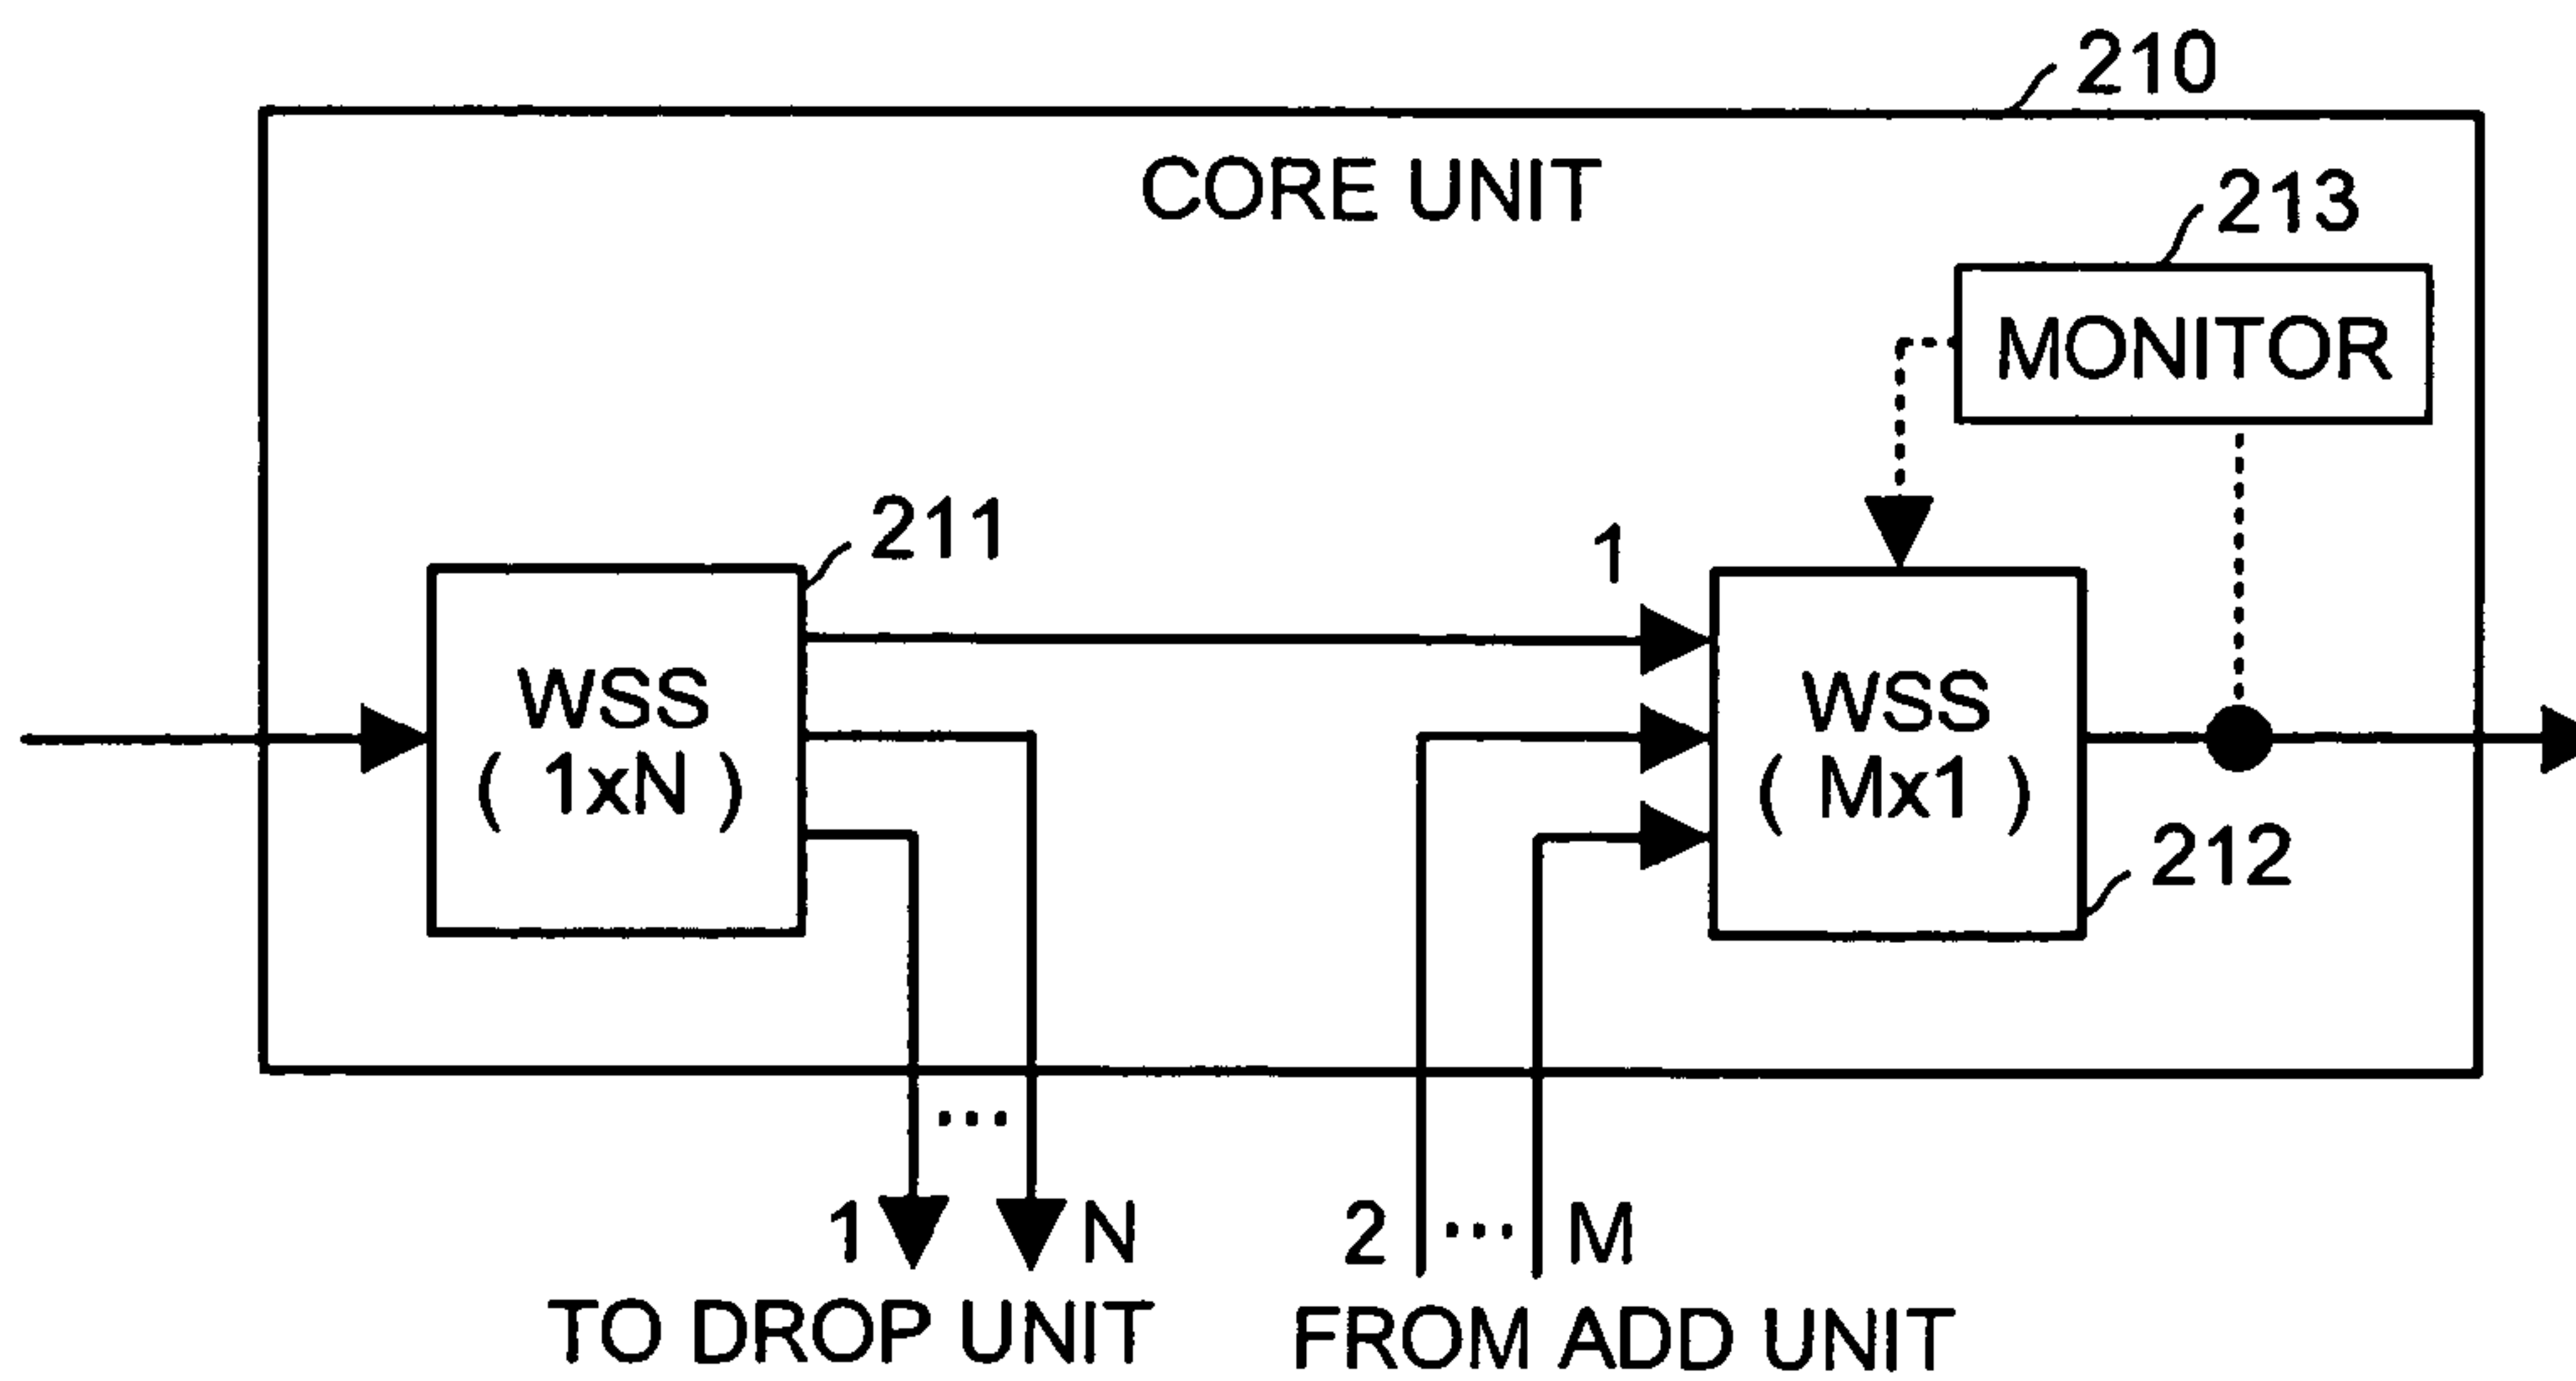 210
CORE UNIT
213
MONITOR
211
1
WSS
( 1xN )
WSS
( Mx1 )
212
...
1 N
2 ... M
TO DROP UNIT
FROM ADD UNIT